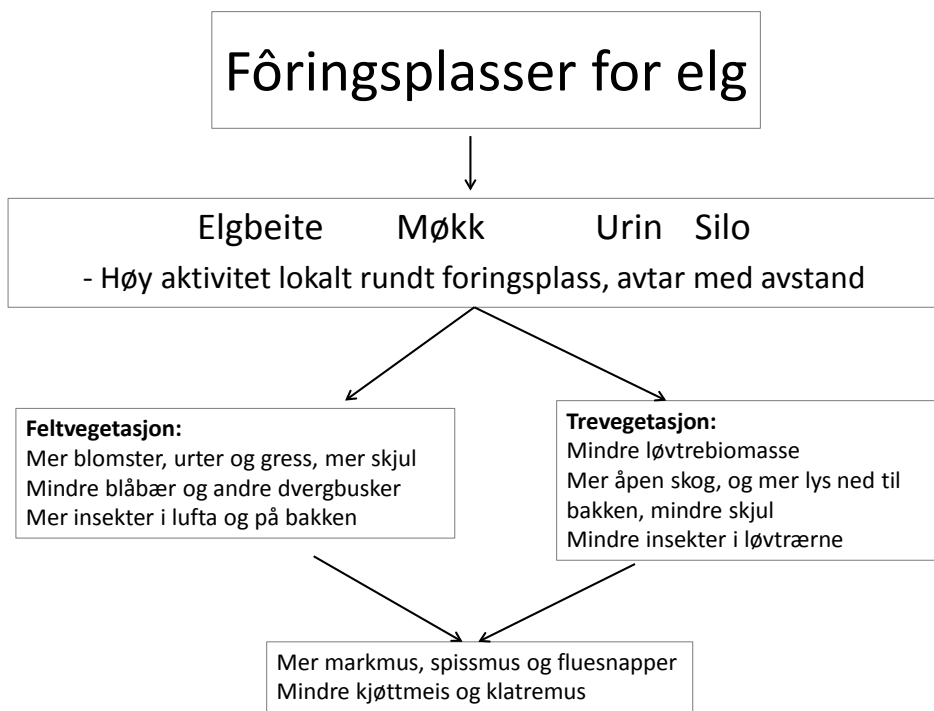 Fôringsplasser for elg
Elgbeite Møkk Urin Silo
- Høy aktivitet lokalt rundt foringsplass, avtar med avstand
Feltvegetasjon:
Mer blomster, urter og gress, mer skjul
Mindre blåbær og andre dvergbusker
Mer insekter i lufta og på bakken
Trevegetasjon:
Mindre løvtrebiomasse
Mer åpen skog, og mer lys ned til
bakken, mindre skjul
Mindre insekter i løvtrærne
Mer markmus, spissmus og fluesnapper
Mindre kjøttmeis og klatremus